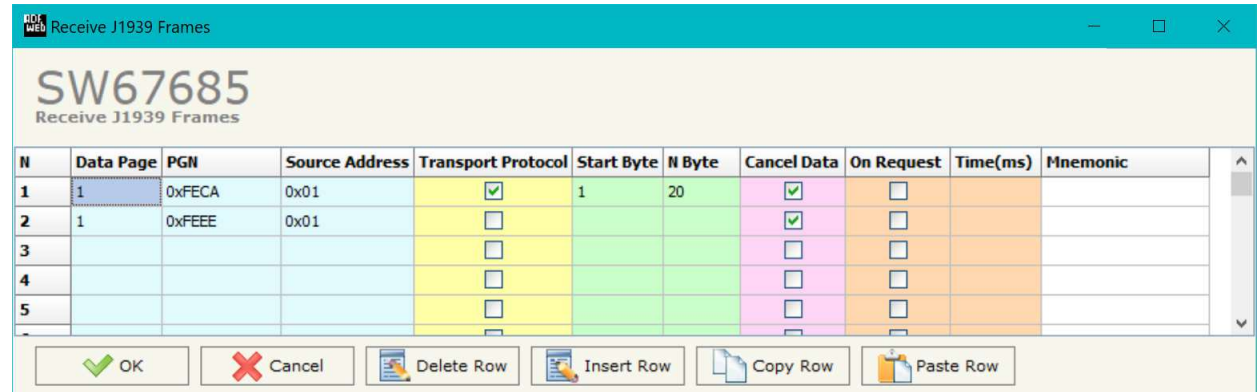 ADF WEB Receive J1939 Frames
SW67685
Receive J1939 Frames
N Data Page PGN Source Address Transport Protocol Start Byte N Byte Cancel Data On Request Time(ms) Mnemonic
1 1 0xFECA 0x01 1 20
2 1 0xFEEE 0x01
3
4
5
OK Cancel Delete Row Insert Row Copy Row Paste Row